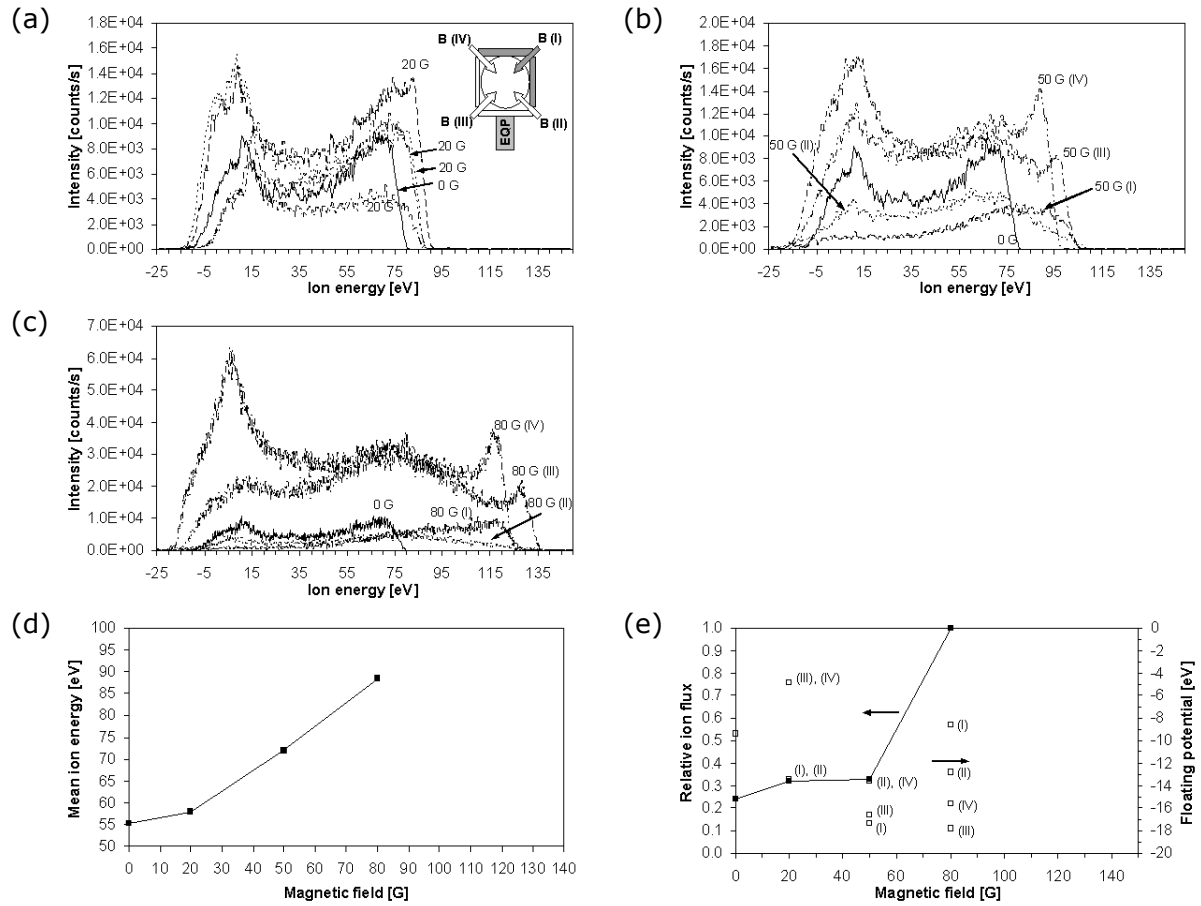 (a)
1.8E+04
1.6E+04
1.4E+04
1.2E+04
1.0E+04
8.0E+03
6.0E+03
4.0E+03
2.0E+03
0.0E+00
Intensity [counts/s]
-25 -5 15 35 55 75 95 115 135
Ion energy [eV]
20 G
20 G
20 G
0 G
20 G
B (IV)
B (I)
B (III)
B (II)
EQP
(b)
2.0E+04
1.8E+04
1.6E+04
1.4E+04
1.2E+04
1.0E+04
8.0E+03
6.0E+03
4.0E+03
2.0E+03
0.0E+00
Intensity [counts/s]
-25 -5 15 35 55 75 95 115 135
Ion energy [eV]
50 G (IV)
50 G (II)
50 G (III)
50 G (I)
0 G
(c)
7.0E+04
6.0E+04
5.0E+04
4.0E+04
3.0E+04
2.0E+04
1.0E+04
0.0E+00
Intensity [counts/s]
-25 -5 15 35 55 75 95 115 135
Ion energy [eV]
80 G (IV)
80 G (III)
0 G
80 G (I)
80 G (II)
(d)
100
95
90
85
80
75
70
65
60
55
50
Mean ion energy [eV]
0 10 20 30 40 50 60 70 80 90 100 110 120 130 140
Magnetic field [G]
(e)
1.0
0.9
0.8
0.7
0.6
0.5
0.4
0.3
0.2
0.1
0.0
Relative ion flux
(III), (IV)
(I), (II)
(II), (IV)
(III)
(I)
(I)
(II)
(IV)
(III)
0
-2
-4
-6
-8
-10
-12
-14
-16
-18
-20
Floating potential [eV]
0 20 40 60 80 100 120 140
Magnetic field [G]